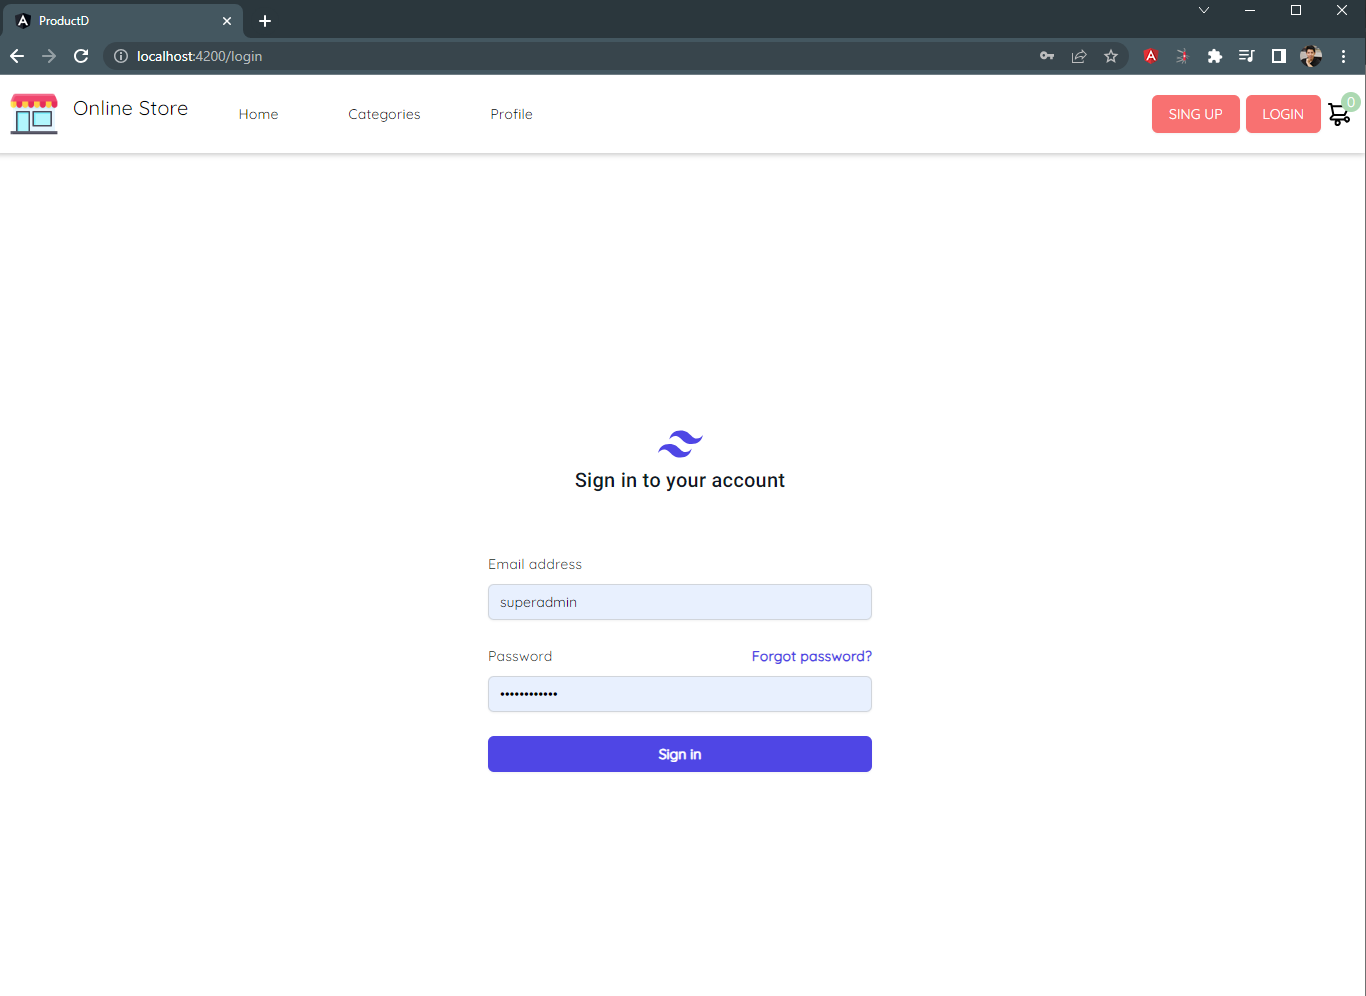 ProductD
localhost:4200/login
Online Store
Home
Categories
Profile
SING UP
LOGIN
0
Sign in to your account
Email address
superadmin
Password
Forgot password?
••••••••••••
Sign in